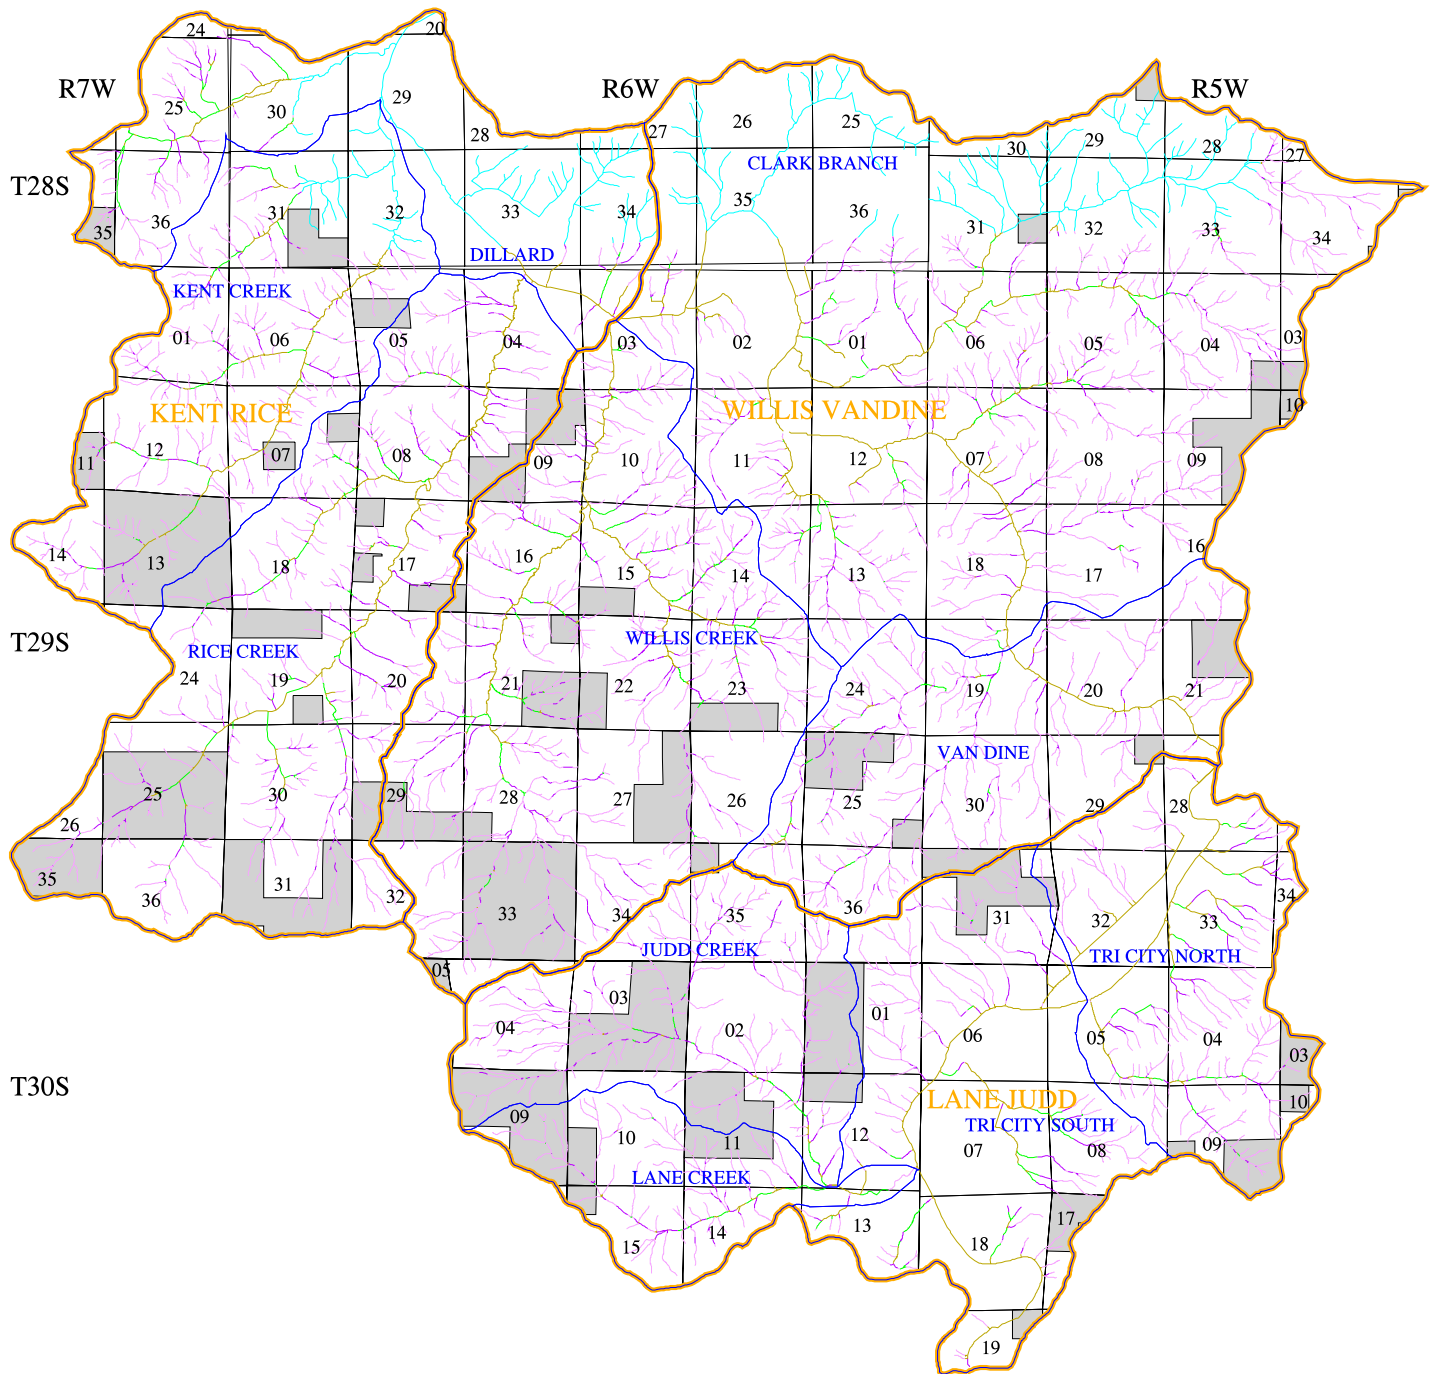 24 20
R7W R6W R5W
25 30 29 28 27 26 25 30 29 28 27
CLARK BRANCH
T28S
35 36 31 32 33 34 35 36 31 32 33 34
DILLARD
KENT CREEK
01 06 05 04 03 02 01 06 05 04 03
KENT RICE WILLIS VANDINE
10
11 12 07 08 09 10 11 12 07 08 09
14 13 18 17 16 15 14 13 18 17 16
T29S
WILLIS CREEK
RICE CREEK
24 19 20 21 22 23 24 19 20 21
VAN DINE
26 25 30 29 28 27 26 25 30 29 28
35 36 31 32 33 34 35 36 31 32 33 34
JUDD CREEK
TRI CITY NORTH
05
04 03 02 01 06 05 04 03
T30S
LANE JUDD
10
TRI CITY SOUTH
09 10 11 12 07 08 09
LANE CREEK
15 14 13 18 17
19